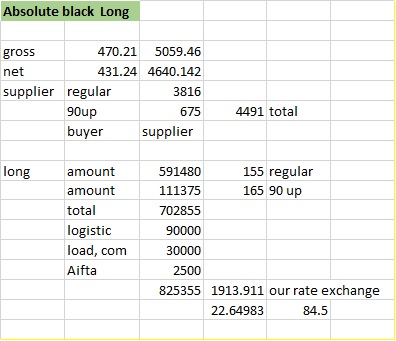 Absolute black  Long
gross 470.21 5059.46
net 431.24 4640.142
supplier regular 3816
90up 675 4491 total
buyer supplier
long amount 591480 155 regular
amount 111375 165 90 up
total 702855
logistic 90000
load, com 30000
Aifta 2500
825355 1913.911 our rate exchange
22.64983 84.5